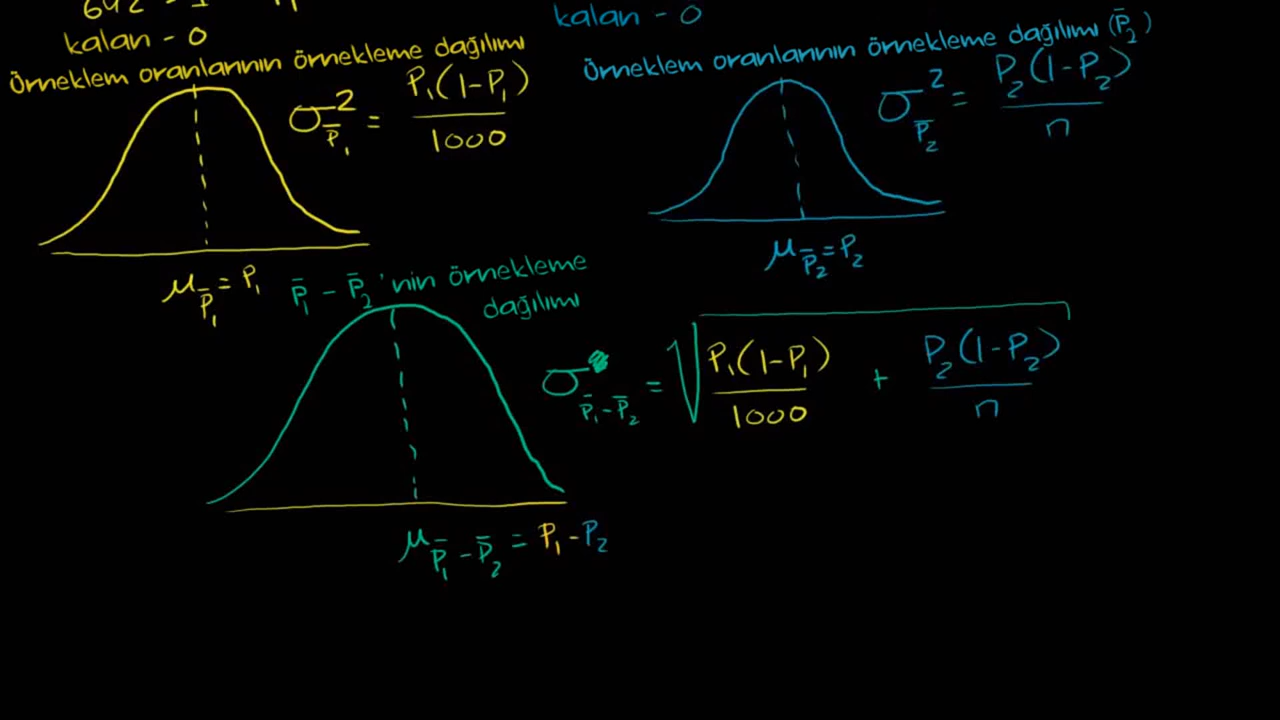 642 - 1
kalan - 0
Örneklem oranlarının örnekleme dağılımı
σ²_p̄₁ = P₁(1-P₁) / 1000
μ_p̄₁ = P₁
kalan - 0
Örneklem oranlarının örnekleme dağılımı (p̄₂)
σ²_p̄₂ = P₂(1-P₂) / n
μ_p̄₂ = P₂
p̄₁ - p̄₂'nin örnekleme
dağılımı
σ_p̄₁-p̄₂ = √(P₁(1-P₁) / 1000 + P₂(1-P₂) / n)
μ_p̄₁-p̄₂ = P₁ - P₂